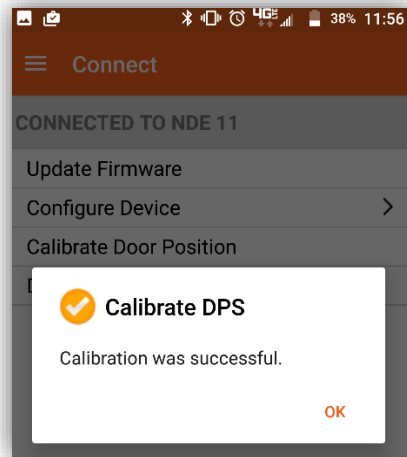 4GE 38% 11:56
Connect
CONNECTED TO NDE 11
Update Firmware
Configure Device
Calibrate Door Position
D
Calibrate DPS
Calibration was successful.
OK